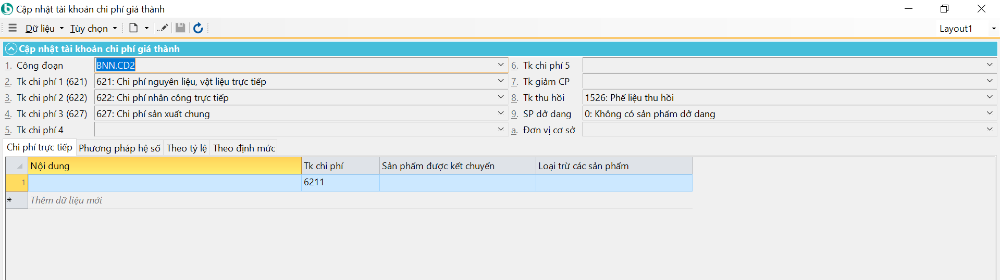 Cập nhật tài khoản chi phí giá thành
Dữ liệu Tùy chọn Layout1
Cập nhật tài khoản chi phí giá thành
1. Công đoạn BNN.CD2
2. Tk chi phí 1 (621) 621: Chi phí nguyên liệu, vật liệu trực tiếp
3. Tk chi phí 2 (622) 622: Chi phí nhân công trực tiếp
4. Tk chi phí 3 (627) 627: Chi phí sản xuất chung
5. Tk chi phí 4
6. Tk chi phí 5
7. Tk giảm CP
8. Tk thu hồi 1526: Phế liệu thu hồi
9. SP dở dang 0: Không có sản phẩm dở dang
a. Đơn vị cơ sở
Chi phí trực tiếp Phương pháp hệ số Theo tỷ lệ Theo định mức
Nội dung Tk chi phí Sản phẩm được kết chuyển Loại trừ các sản phẩm
1 6211
* Thêm dữ liệu mới